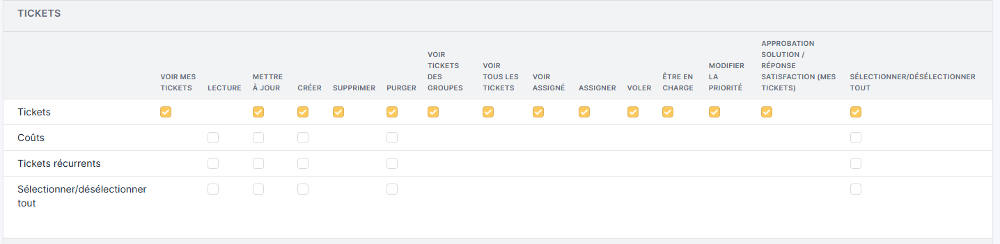 TICKETS
VOIR MES TICKETS
LECTURE
METTRE À JOUR
CRÉER
SUPPRIMER
PURGER
VOIR TICKETS DES GROUPES
VOIR TOUS LES TICKETS
VOIR ASSIGNÉ
ASSIGNER
VOLER
ÊTRE EN CHARGE
MODIFIER LA PRIORITÉ
APPROBATION SOLUTION / RÉPONSE SATISFACTION (MES TICKETS)
SÉLECTIONNER/DÉSÉLECTIONNER TOUT
Tickets
Coûts
Tickets récurrents
Sélectionner/désélectionner
tout